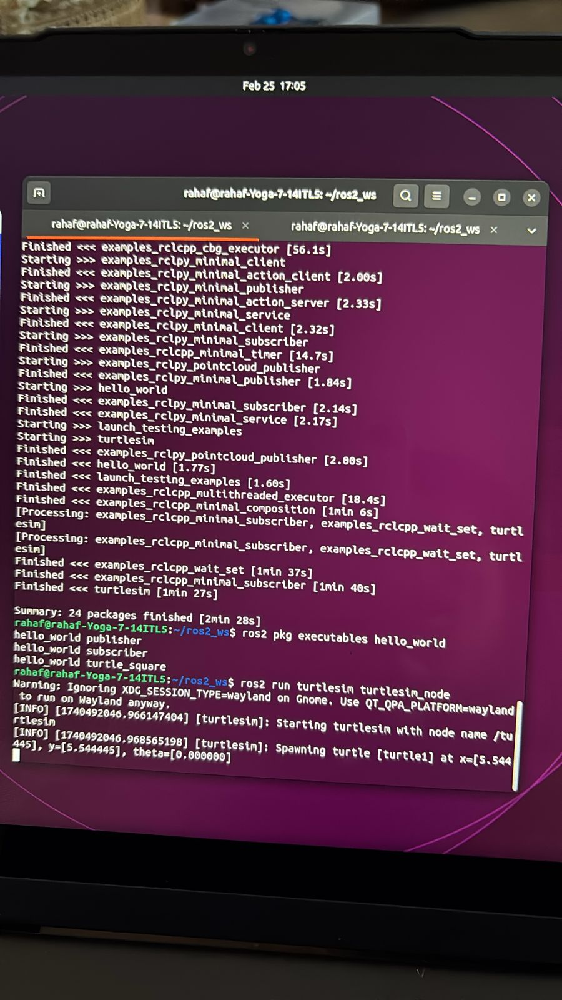 Feb 25 17:05
rahaf@rahaf-Yoga-7-14ITL5: ~/ros2_ws
rahaf@rahaf-Yoga-7-14ITL5: ~/ros2_ws
rahaf@rahaf-Yoga-7-14ITL5: ~/ros2_ws
Finished <<< examples_rclcpp_cbg_executor [56.1s]
Starting >>> examples_rclpy_minimal_client
Finished <<< examples_rclpy_minimal_action_client [2.00s]
Starting >>> examples_rclpy_minimal_publisher
Finished <<< examples_rclpy_minimal_action_server [2.33s]
Starting >>> examples_rclpy_minimal_service
Finished <<< examples_rclpy_minimal_client [2.32s]
Starting >>> examples_rclpy_minimal_subscriber
Finished <<< examples_rclcpp_minimal_timer [14.7s]
Starting >>> examples_rclpy_pointcloud_publisher
Finished <<< examples_rclpy_minimal_publisher [1.84s]
Starting >>> hello_world
Finished <<< examples_rclpy_minimal_subscriber [2.14s]
Finished <<< examples_rclpy_minimal_service [2.17s]
Starting >>> launch_testing_examples
Starting >>> turtlesim
Finished <<< examples_rclpy_pointcloud_publisher [2.00s]
Finished <<< hello_world [1.77s]
Finished <<< launch_testing_examples [1.60s]
Finished <<< examples_rclcpp_multithreaded_executor [18.4s]
Finished <<< examples_rclcpp_minimal_composition [1min 6s]
[Processing: examples_rclcpp_minimal_subscriber, examples_rclcpp_wait_set, turtl
esim]
[Processing: examples_rclcpp_minimal_subscriber, examples_rclcpp_wait_set, turtl
esim]
Finished <<< examples_rclcpp_wait_set [1min 37s]
Finished <<< examples_rclcpp_minimal_subscriber [1min 40s]
Finished <<< turtlesim [1min 27s]
Summary: 24 packages finished [2min 28s]
rahaf@rahaf-Yoga-7-14ITL5:~/ros2_ws$ ros2 pkg executables hello_world
hello_world publisher
hello_world subscriber
hello_world turtle_square
rahaf@rahaf-Yoga-7-14ITL5:~/ros2_ws$ ros2 run turtlesim turtlesim_node
Warning: Ignoring XDG_SESSION_TYPE=wayland on Gnome. Use QT_QPA_PLATFORM=wayland
to run on Wayland anyway.
[INFO] [1740492046.966147404] [turtlesim]: Starting turtlesim with node name /tu
rtlesim
[INFO] [1740492046.968565198] [turtlesim]: Spawning turtle [turtle1] at x=[5.544
445], y=[5.544445], theta=[0.000000]